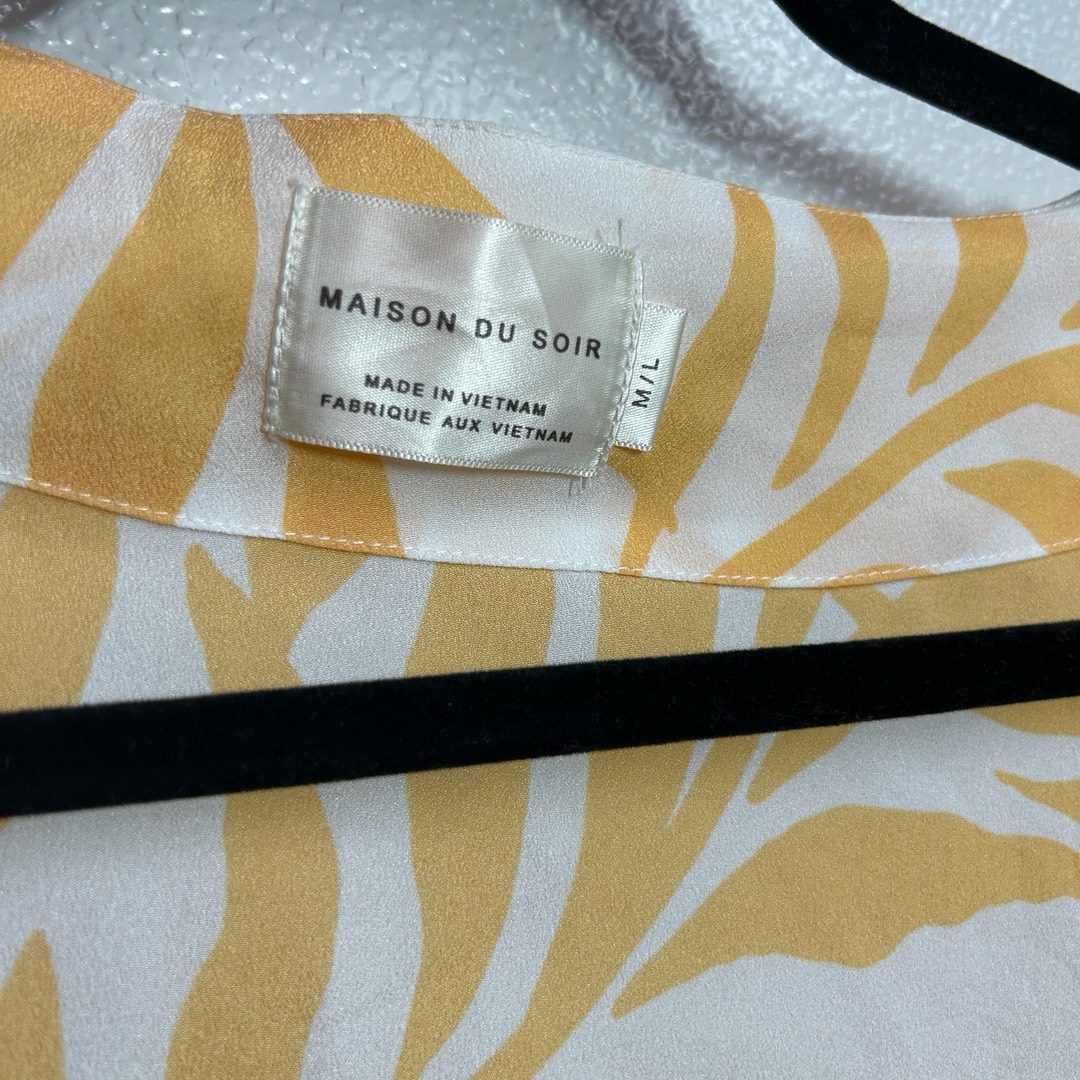 MAISON DU SOIR
MADE IN VIETNAM
FABRIQUE AUX VIETNAM
M/L